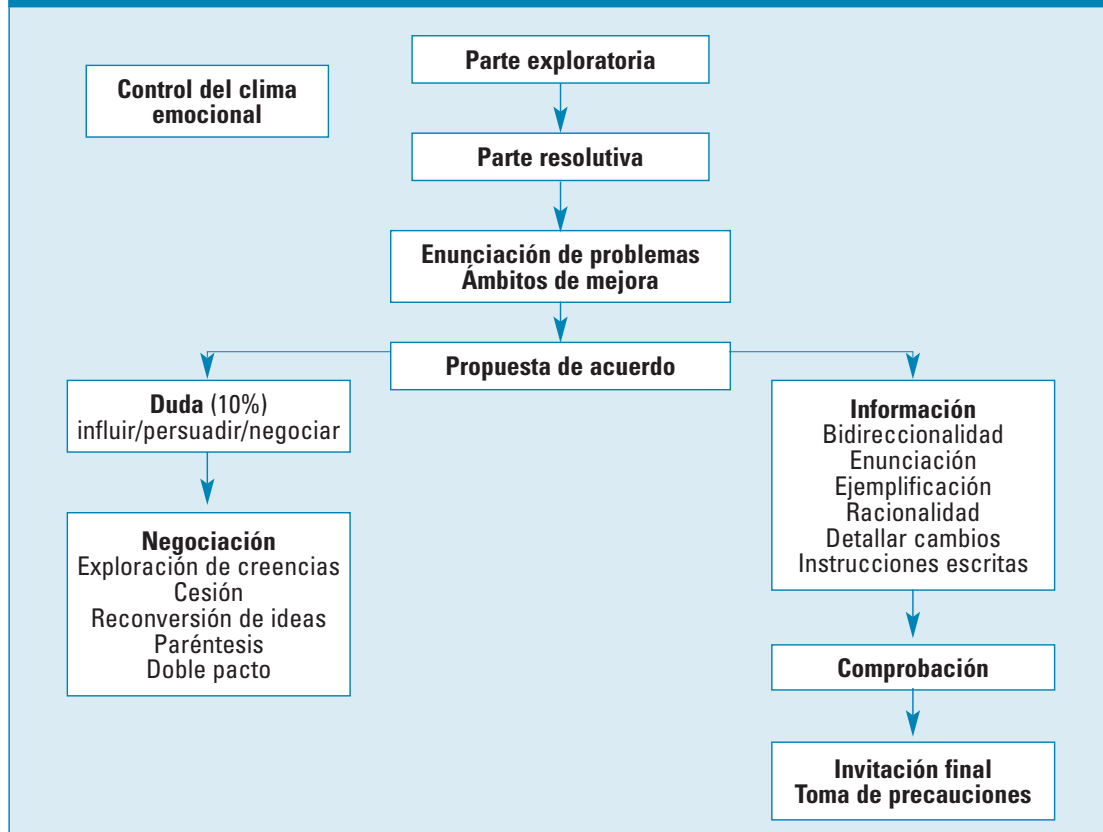 Parte exploratoria
Control del clima
emocional
Parte resolutiva
Enunciación de problemas
Ámbitos de mejora
Propuesta de acuerdo
Duda (10%)
influir/persuadir/negociar
Negociación
Exploración de creencias
Cesión
Reconversión de ideas
Paréntesis
Doble pacto
Información
Bidireccionalidad
Enunciación
Ejemplificación
Racionalidad
Detallar cambios
Instrucciones escritas
Comprobación
Invitación final
Toma de precauciones